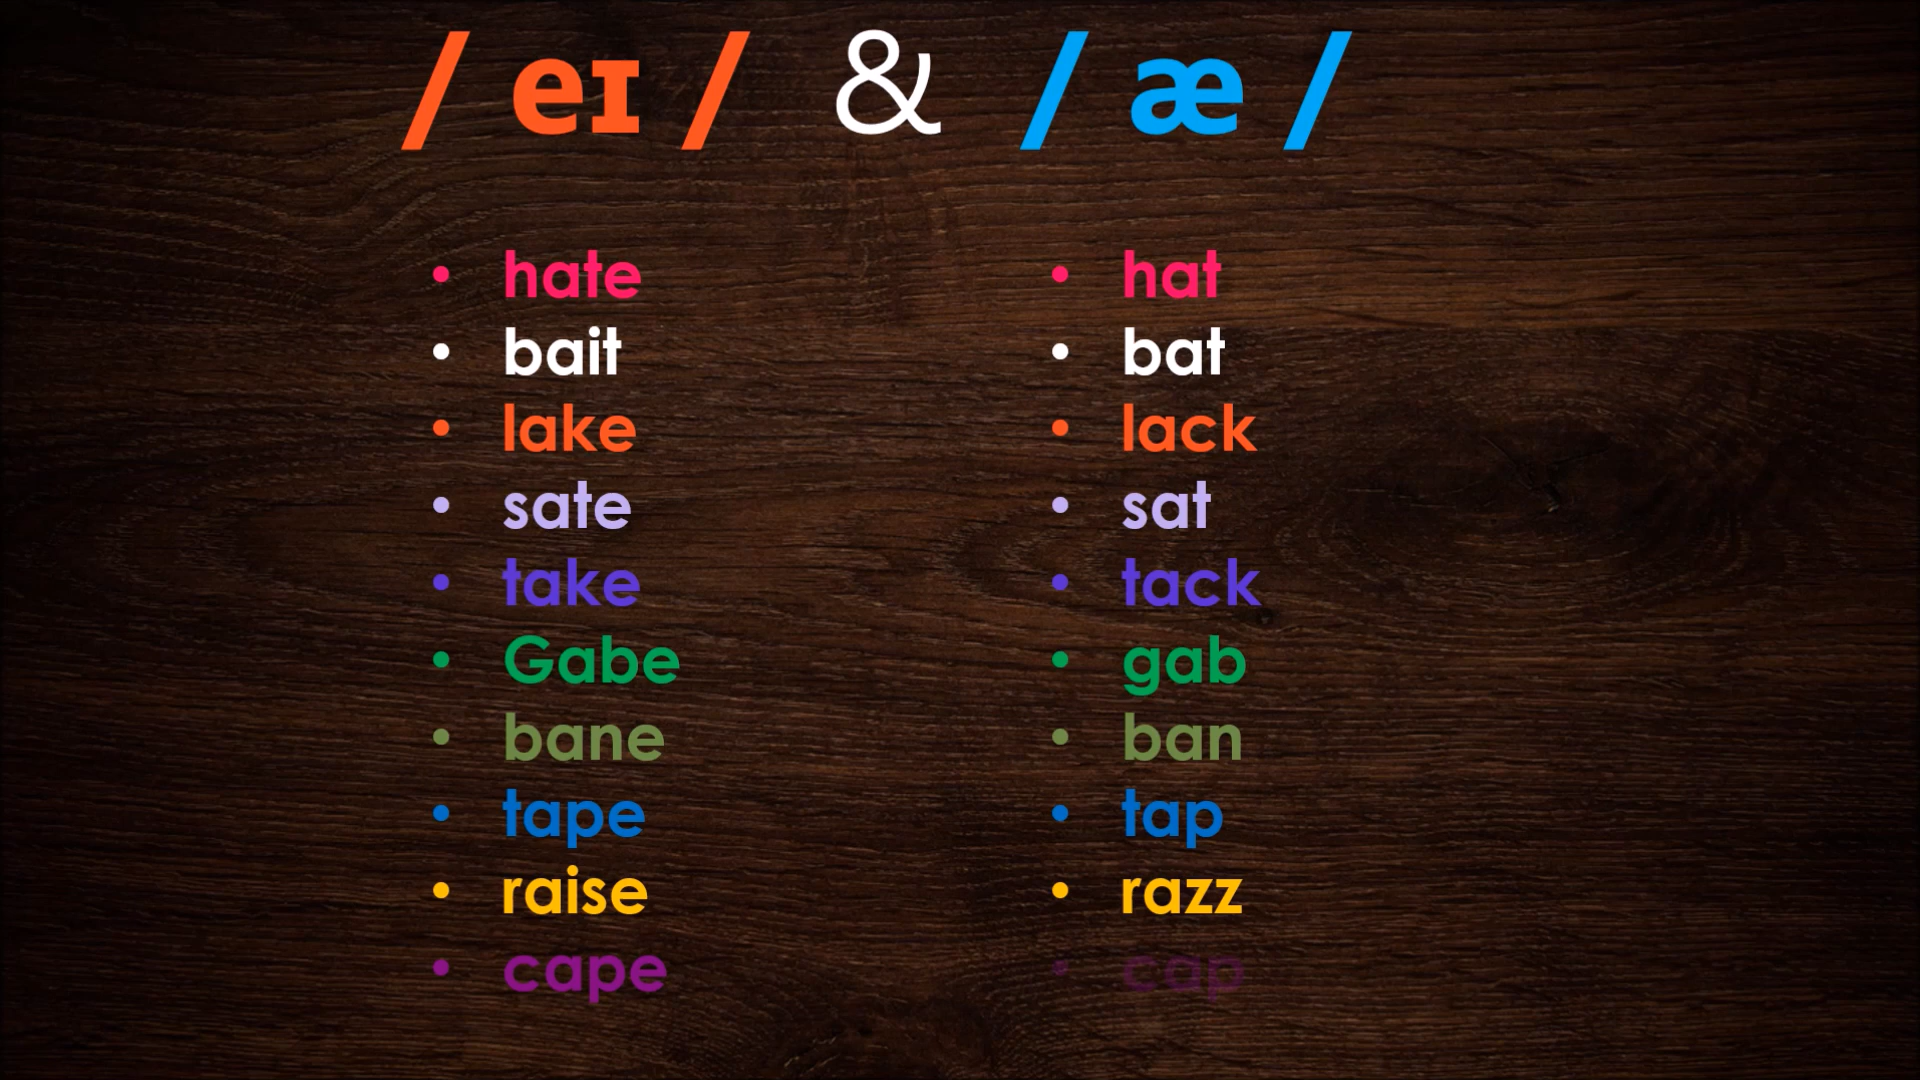 / eɪ / & / æ /
• hate • hat
• bait • bat
• lake • lack
• sate • sat
• take • tack
• Gabe • gab
• bane • ban
• tape • tap
• raise • razz
• cape • cap